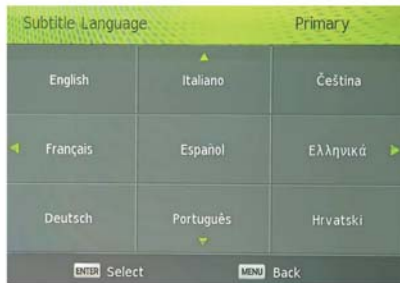 Subtitle Language Primary
English Italiano Čeština
Français Español Ελληνικά
Deutsch Português Hrvatski
ENTER Select MENU Back